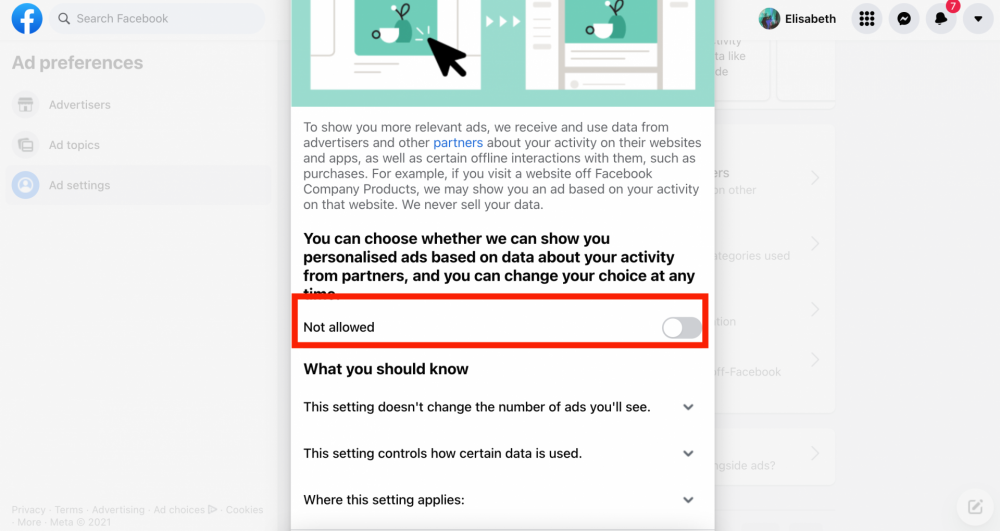 Search Facebook
Elisabeth
7
Ad preferences
Advertisers
Ad topics
Ad settings
To show you more relevant ads, we receive and use data from
advertisers and other partners about your activity on their websites
and apps, as well as certain offline interactions with them, such as
purchases. For example, if you visit a website off Facebook
Company Products, we may show you an ad based on your activity
on that website. We never sell your data.
You can choose whether we can show you
personalised ads based on data about your activity
from partners, and you can change your choice at any
time.
Not allowed
What you should know
This setting doesn't change the number of ads you'll see.
This setting controls how certain data is used.
Where this setting applies:
ta like
de
on other
ategories used
ff-Facebook
ngside ads?
Privacy · Terms · Advertising · Ad choices · Cookies
· More · Meta © 2021